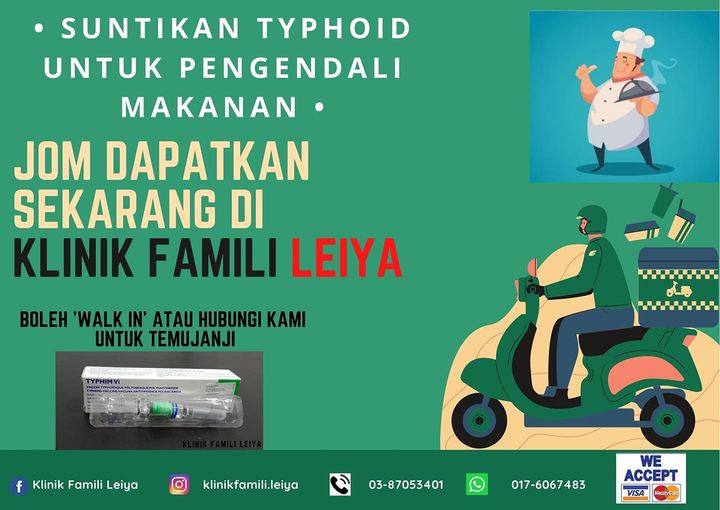 • SUNTIKAN TYPHOID
UNTUK PENGENDALI
MAKANAN •
JOM DAPATKAN
SEKARANG DI
KLINIK FAMILI LEIYA
BOLEH 'WALK IN' ATAU HUBUNGI KAMI
UNTUK TEMUJANJI
TYPHIM Vi
KLINIK FAMILI LEIYA
Klinik Famili Leiya
klinikfamili.leiya
03-87053401
017-6067483
WE
ACCEPT
VISA MasterCard